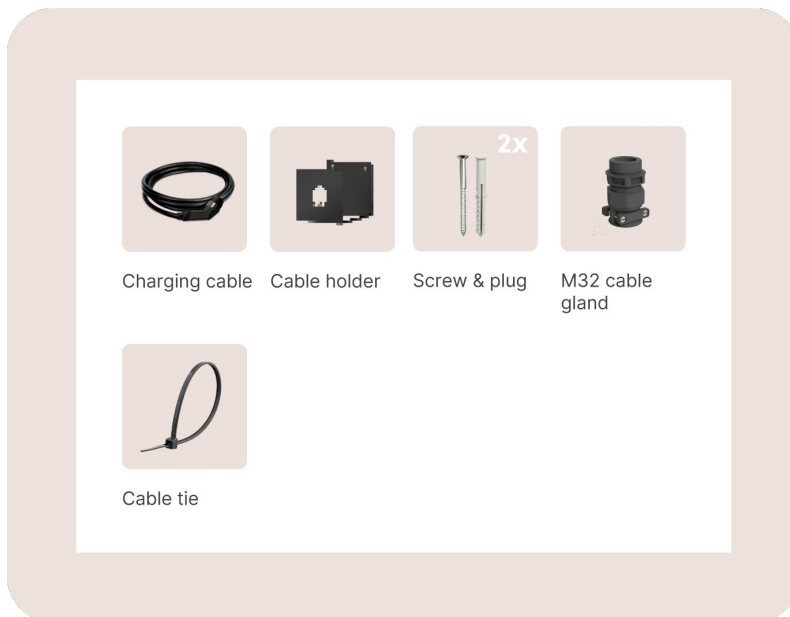 2x
Charging cable
Cable holder
Screw & plug
M32 cable
gland
Cable tie